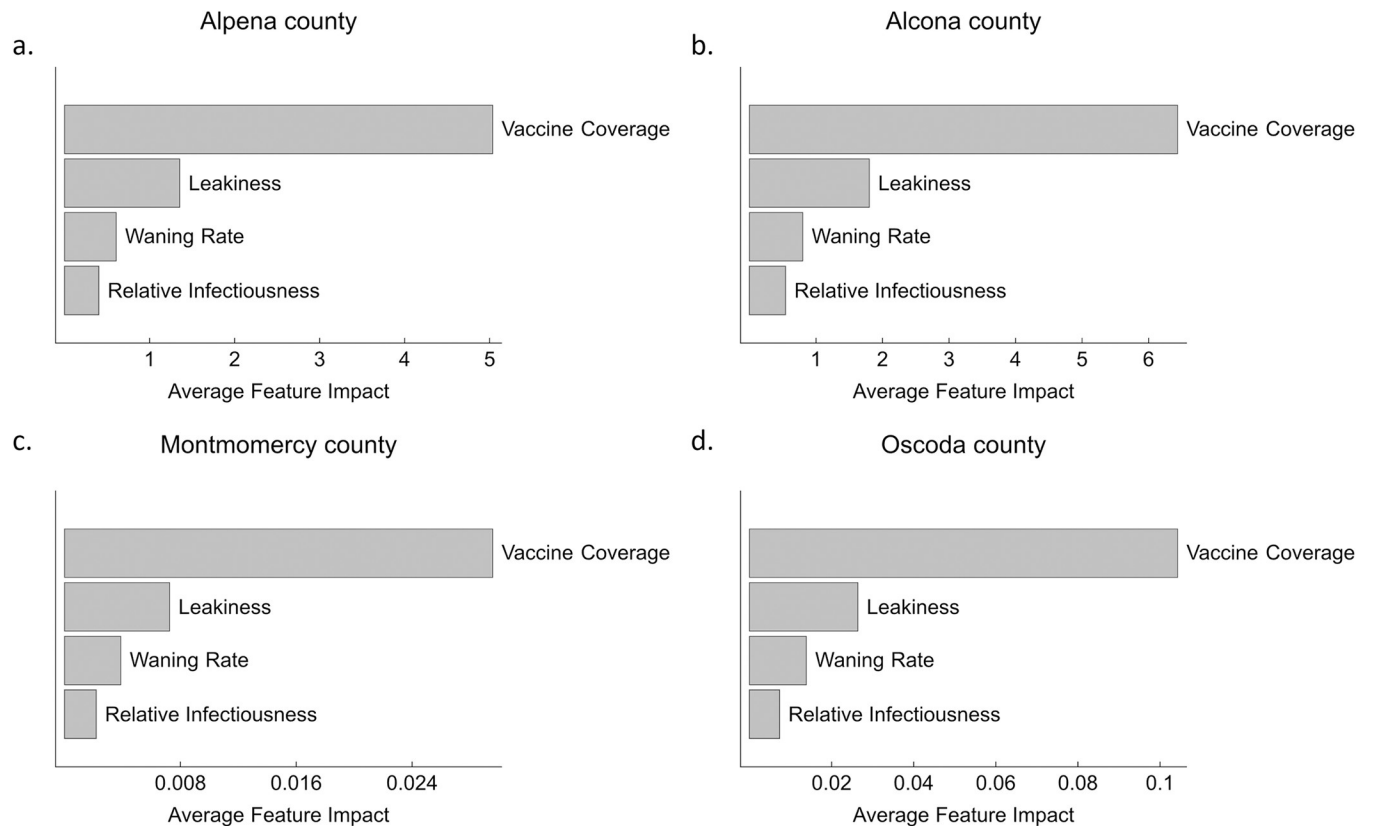 Alpena county
a.
Vaccine Coverage
Leakiness
Waning Rate
Relative Infectiousness
1 2 3 4 5
Average Feature Impact
Alcona county
b.
Vaccine Coverage
Leakiness
Waning Rate
Relative Infectiousness
1 2 3 4 5 6
Average Feature Impact
Montmomercy county
c.
Vaccine Coverage
Leakiness
Waning Rate
Relative Infectiousness
0.008 0.016 0.024
Average Feature Impact
Oscoda county
d.
Vaccine Coverage
Leakiness
Waning Rate
Relative Infectiousness
0.02 0.04 0.06 0.08 0.1
Average Feature Impact